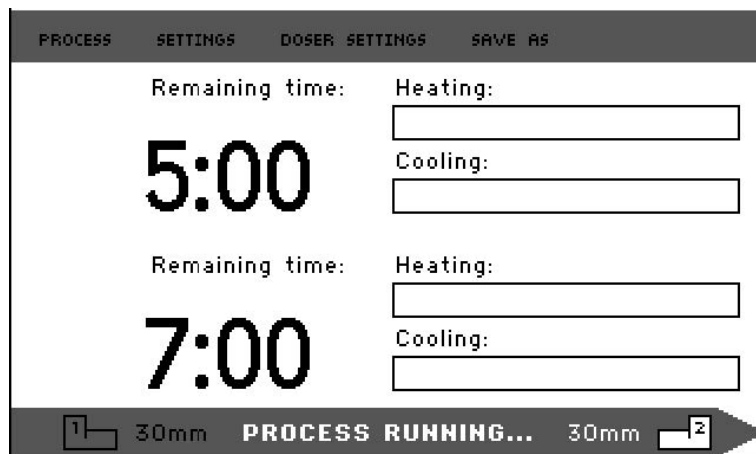 PROCESS SETTINGS DOSER SETTINGS SAVE AS
Remaining time: Heating:
5:00
Cooling:
Remaining time: Heating:
7:00
Cooling:
1 30mm PROCESS RUNNING... 30mm 2